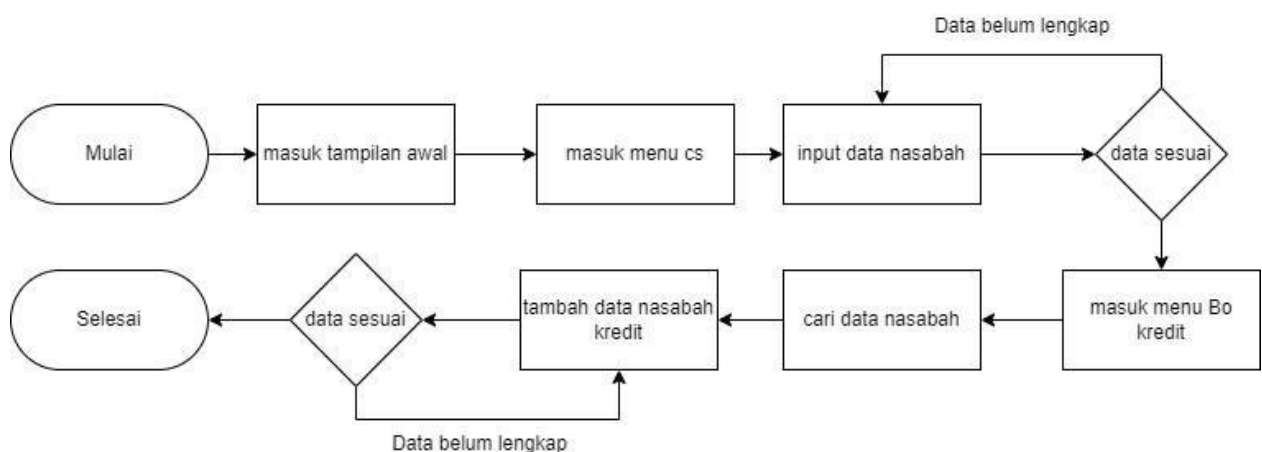 Data belum lengkap
Mulai
masuk tampilan awal
masuk menu cs
input data nasabah
data sesuai
masuk menu Bo
kredit
cari data nasabah
tambah data nasabah
kredit
data sesuai
Selesai
Data belum lengkap